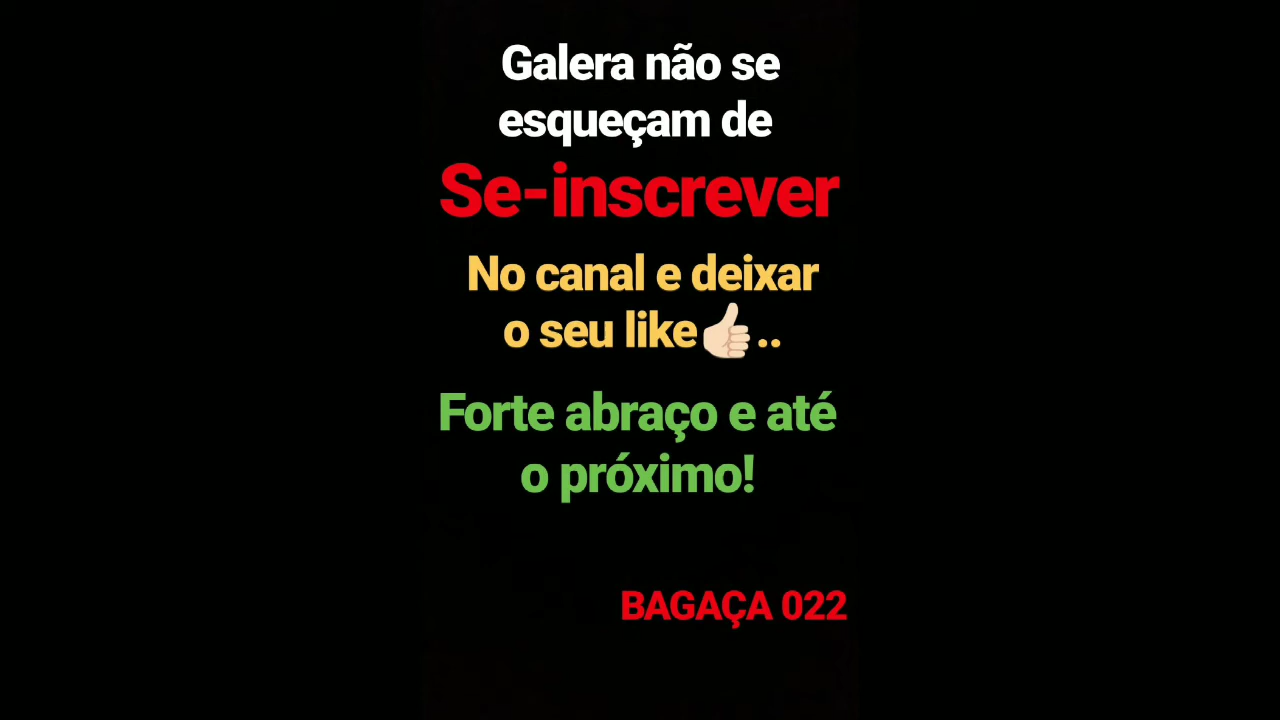 Galera não se
esqueçam de
Se-inscrever
No canal e deixar
o seu like👍🏻..
Forte abraço e até
o próximo!
BAGAÇA 022